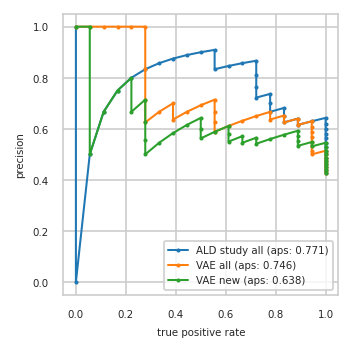 1.0
0.8
0.6
0.4
0.2
0.0
precision
0.0 0.2 0.4 0.6 0.8 1.0
true positive rate
ALD study all (aps: 0.771)
VAE all (aps: 0.746)
VAE new (aps: 0.638)